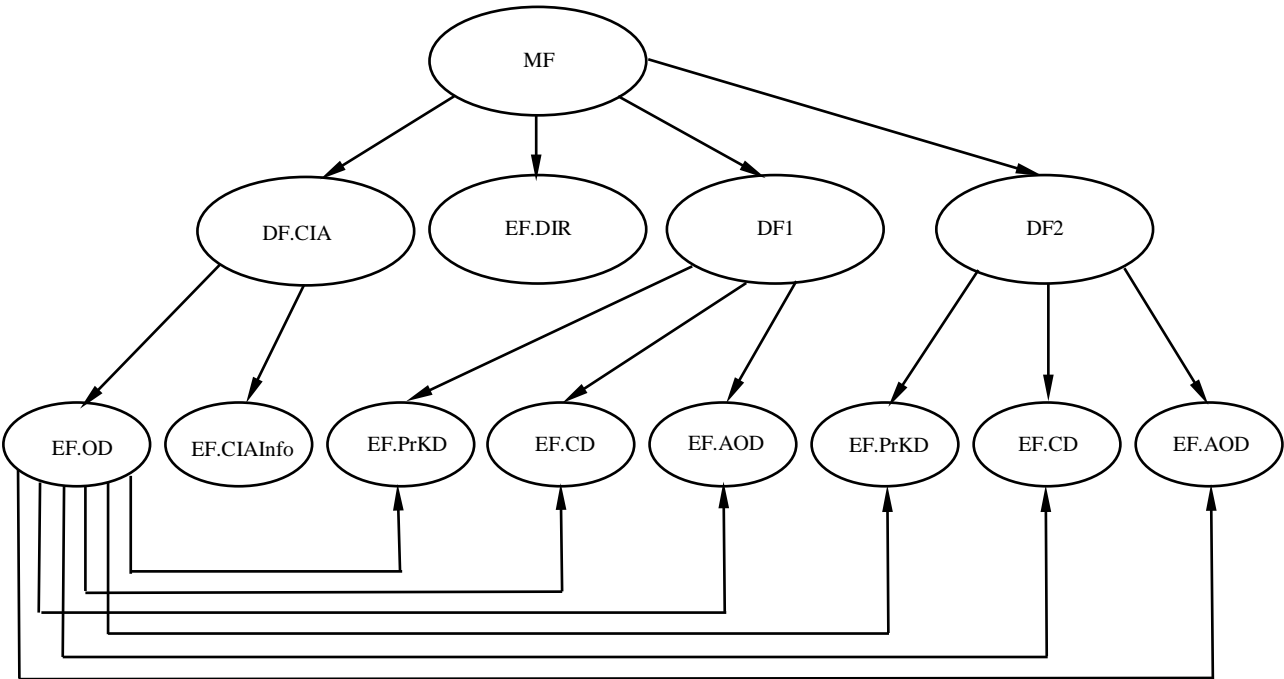 MF
DF.CIA
EF.DIR
DF1
DF2
EF.OD
EF.CIAInfo
EF.PrKD
EF.CD
EF.AOD
EF.PrKD
EF.CD
EF.AOD